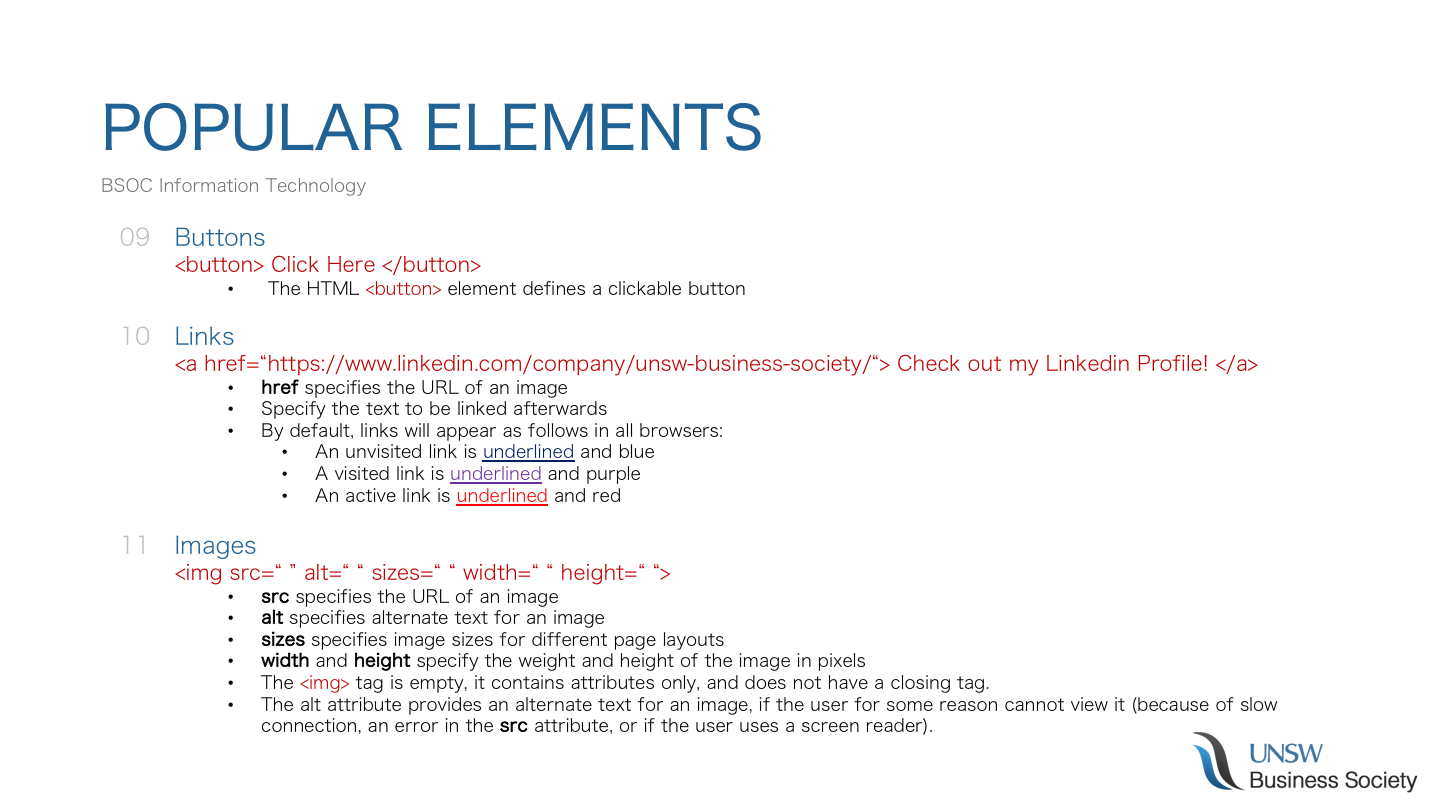 POPULAR ELEMENTS
BSOC Information Technology
09 Buttons
<button> Click Here </button>
• The HTML <button> element defines a clickable button
10 Links
<a href=“https://www.linkedin.com/company/unsw-business-society/“> Check out my Linkedin Profile! </a>
• href specifies the URL of an image
• Specify the text to be linked afterwards
• By default, links will appear as follows in all browsers:
• An unvisited link is underlined and blue
• A visited link is underlined and purple
• An active link is underlined and red
11 Images
<img src=“ ” alt=“ “ sizes=“ “ width=“ “ height=“ “>
• src specifies the URL of an image
• alt specifies alternate text for an image
• sizes specifies image sizes for different page layouts
• width and height specify the weight and height of the image in pixels
• The <img> tag is empty, it contains attributes only, and does not have a closing tag.
• The alt attribute provides an alternate text for an image, if the user for some reason cannot view it (because of slow
connection, an error in the src attribute, or if the user uses a screen reader).
UNSW
Business Society